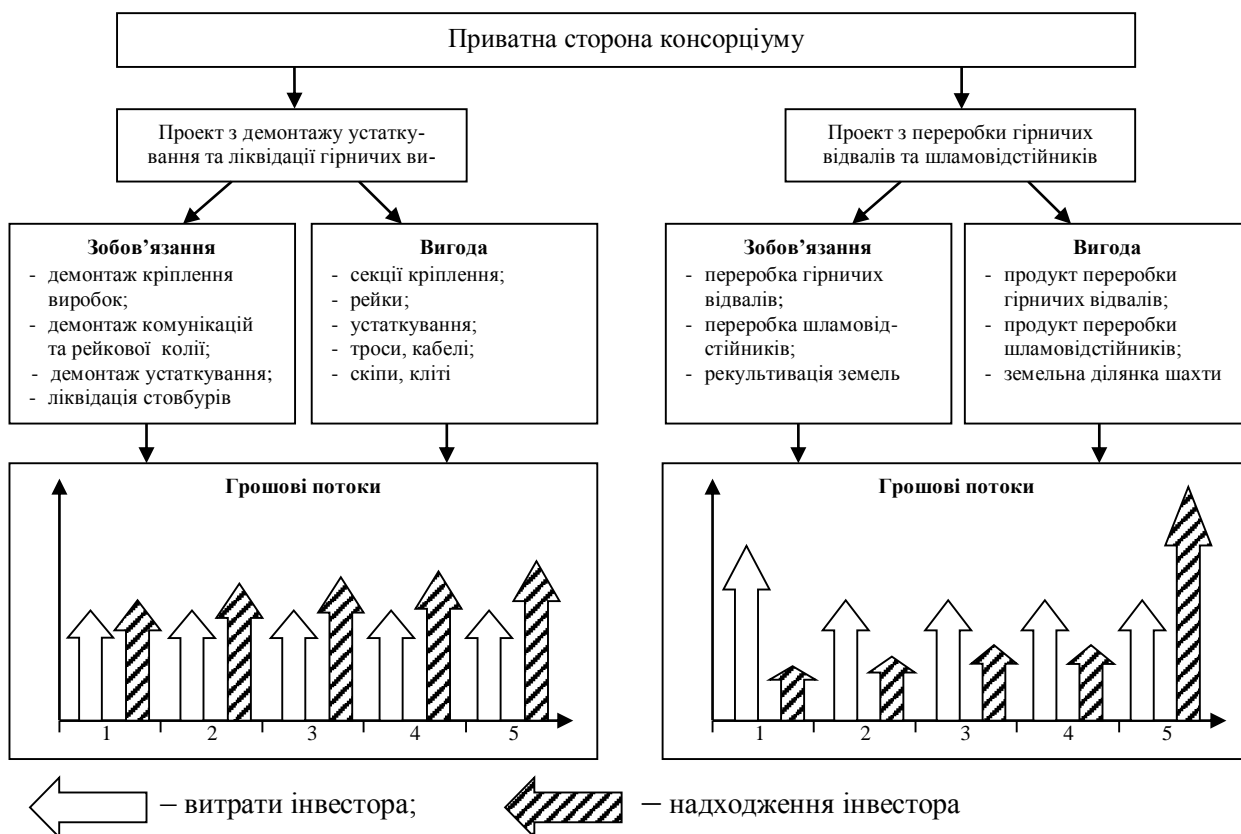 Приватна сторона консорціуму
Проект з демонтажу устатку-
вання та ліквідації гірничих ви-
Проект з переробки гірничих
відвалів та шламовідстійників
Зобов’язання
- демонтаж кріплення
виробок;
- демонтаж комунікацій
та рейкової колії;
- демонтаж устаткування;
- ліквідація стовбурів
Вигода
- секції кріплення;
- рейки;
- устаткування;
- троси, кабелі;
- скіпи, кліті
Зобов’язання
- переробка гірничих
відвалів;
- переробка шламовід-
стійників;
- рекультивація земель
Вигода
- продукт переробки
гірничих відвалів;
- продукт переробки
шламовідстійників;
- земельна ділянка шахти
Грошові потоки
1 2 3 4 5
Грошові потоки
1 2 3 4 5
– витрати інвестора;
– надходження інвестора